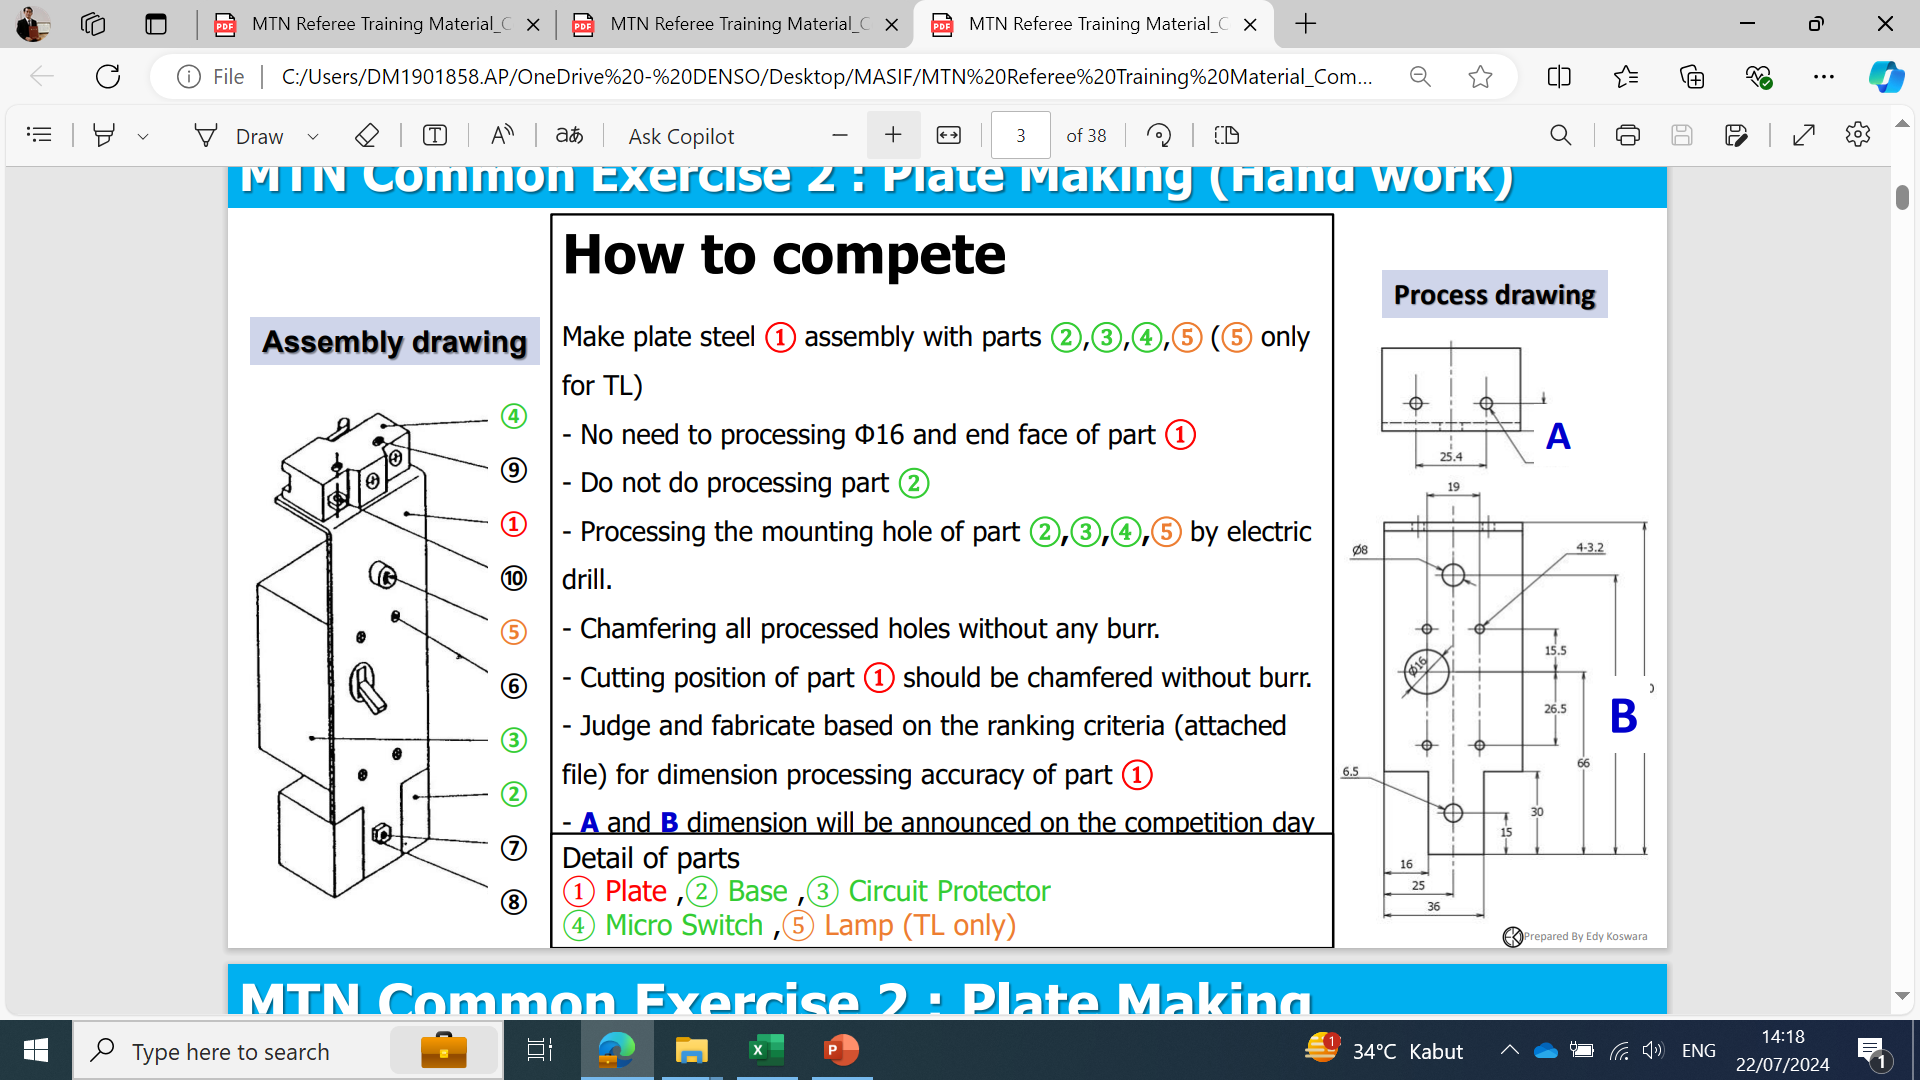 MTN Referee Training Material_C
MTN Referee Training Material_C
MTN Referee Training Material_C
File
C:/Users/DM1901858.AP/OneDrive%20-%20DENSO/Desktop/MASIF/MTN%20Referee%20Training%20Material_Com...
Draw
Ask Copilot
3
of 38
MTN Common Exercise 2 : Plate Making (Hand work)
How to compete
Make plate steel ① assembly with parts ②,③,④,⑤ (⑤ only
for TL)
- No need to processing Φ16 and end face of part ①
- Do not do processing part ②
- Processing the mounting hole of part ②,③,④,⑤ by electric
drill.
- Chamfering all processed holes without any burr.
- Cutting position of part ① should be chamfered without burr.
- Judge and fabricate based on the ranking criteria (attached
file) for dimension processing accuracy of part ①
- A and B dimension will be announced on the competition day
Detail of parts
① Plate ,② Base ,③ Circuit Protector
④ Micro Switch ,⑤ Lamp (TL only)
Assembly drawing
④
⑨
①
⑩
⑤
⑥
③
②
⑦
⑧
Process drawing
A
25.4
19
Ø8
4-3.2
15.5
Ø16
B
26.5
66
6.5
30
15
16
25
36
Prepared By Edy Koswara
MTN Common Exercise 2 : Plate Making
Type here to search
1
34°C Kabut
ENG
14:18
22/07/2024
1